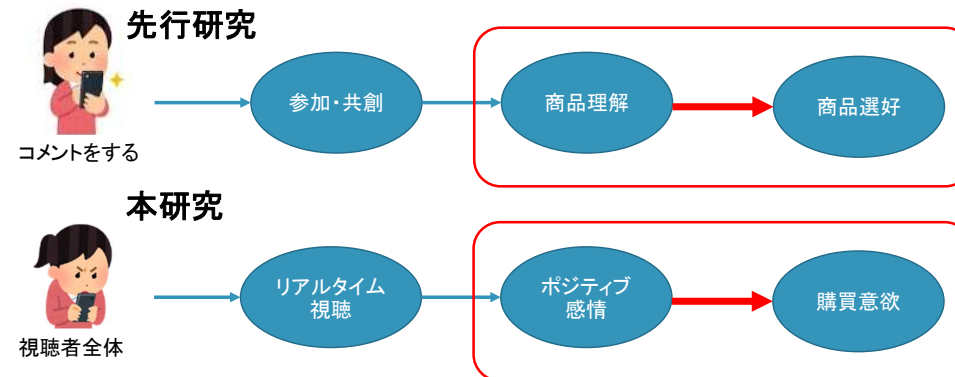 先行研究
参加・共創
商品理解
商品選好
コメントをする
本研究
リアルタイム
視聴
ポジティブ
感情
購買意欲
視聴者全体